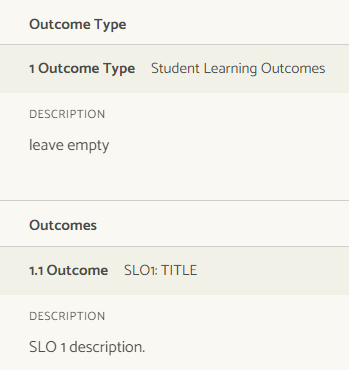 Outcome Type
1 Outcome Type Student Learning Outcomes
DESCRIPTION
leave empty
Outcomes
1.1 Outcome SLO1: TITLE
DESCRIPTION
SLO 1 description.